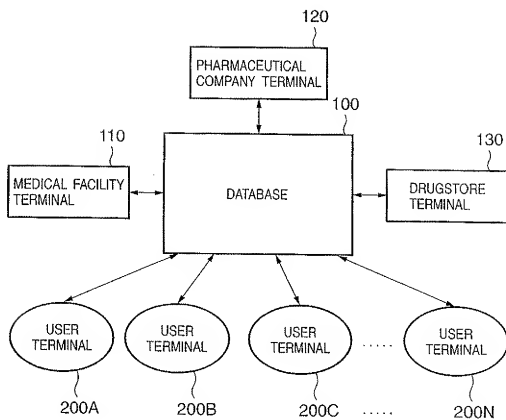 120
PHARMACEUTICAL
COMPANY TERMINAL
100
110
130
MEDICAL FACILITY
TERMINAL
DATABASE
DRUGSTORE
TERMINAL
USER
TERMINAL
USER
TERMINAL
USER
TERMINAL
.....
USER
TERMINAL
200A
200B
200C
.....
200N